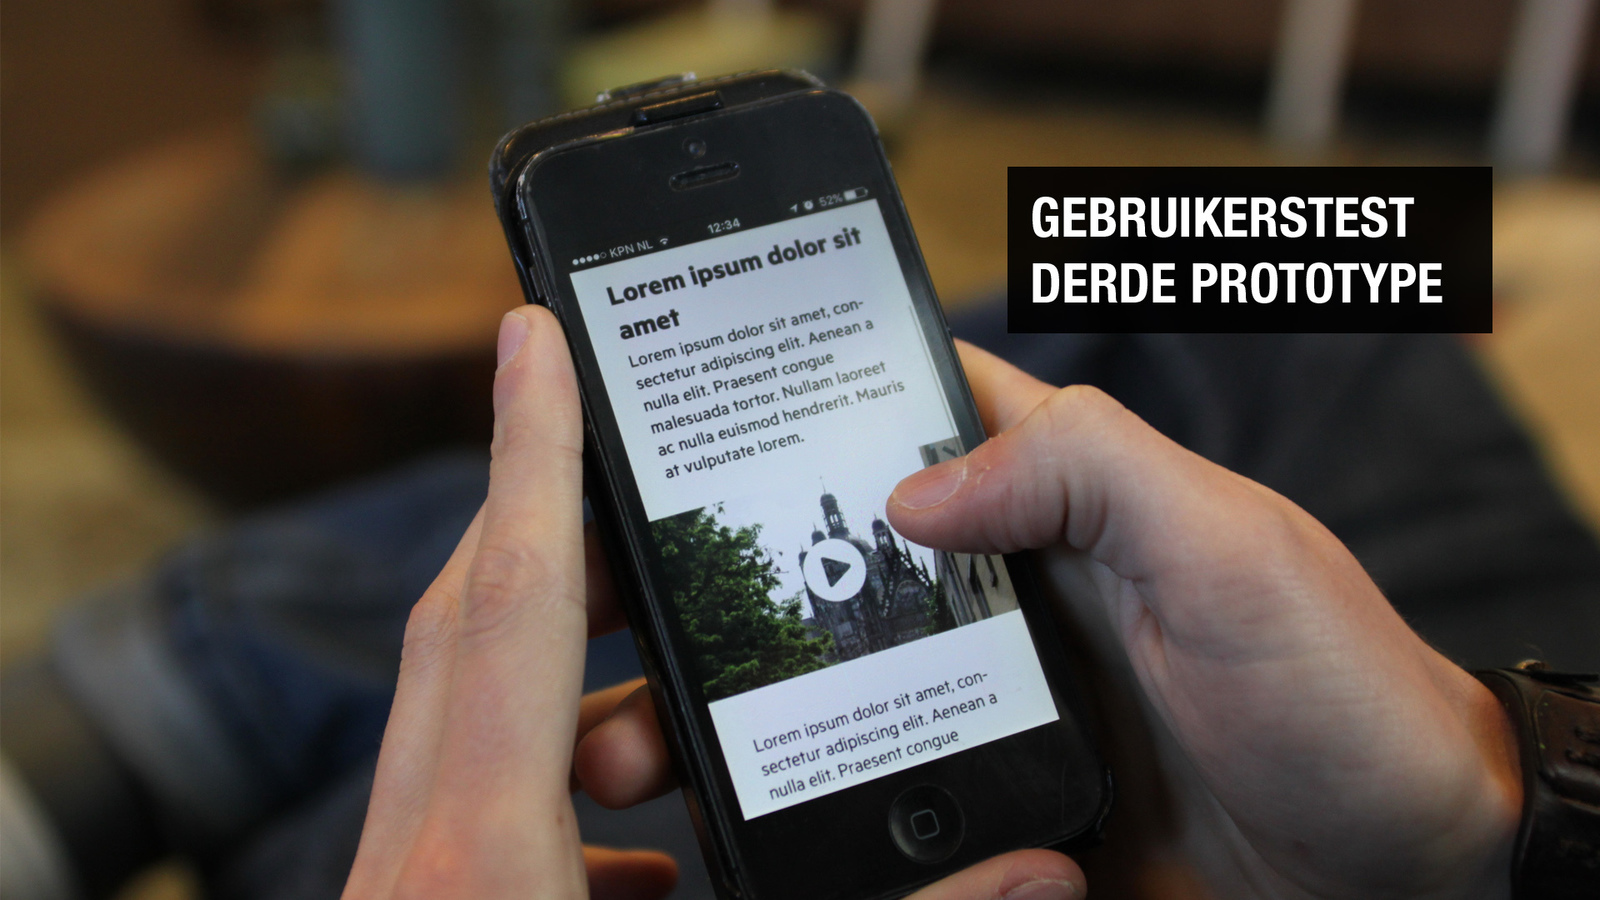 GEBRUIKERSTEST
DERDE PROTOTYPE
KPN NL 12:34 52%
Lorem ipsum dolor sit
amet
Lorem ipsum dolor sit amet, con-
sectetur adipiscing elit. Aenean a
nulla elit. Praesent congue
malesuada tortor. Nullam laoreet
ac nulla euismod hendrerit. Mauris
at vulputate lorem.
Lorem ipsum dolor sit amet, con-
sectetur adipiscing elit. Aenean a
nulla elit. Praesent congue